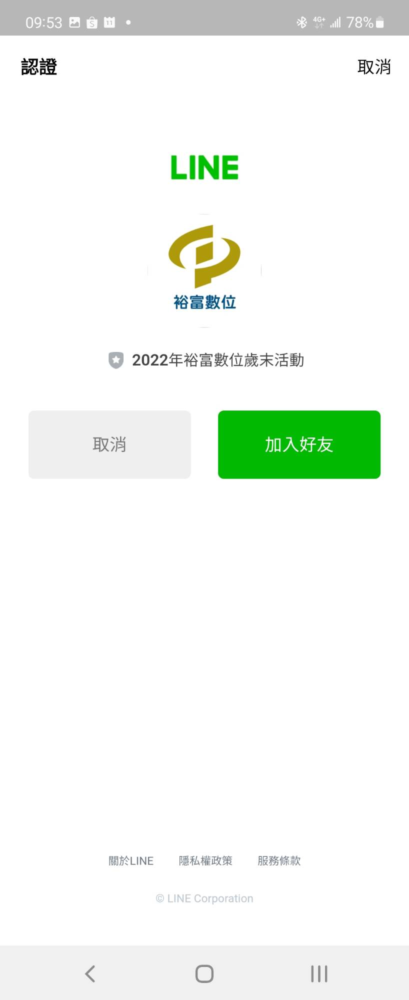 09:53
11
4G+
78%
認證
取消
LINE
裕富數位
2022年裕富數位歲末活動
取消
加入好友
關於LINE 隱私權政策 服務條款
© LINE Corporation